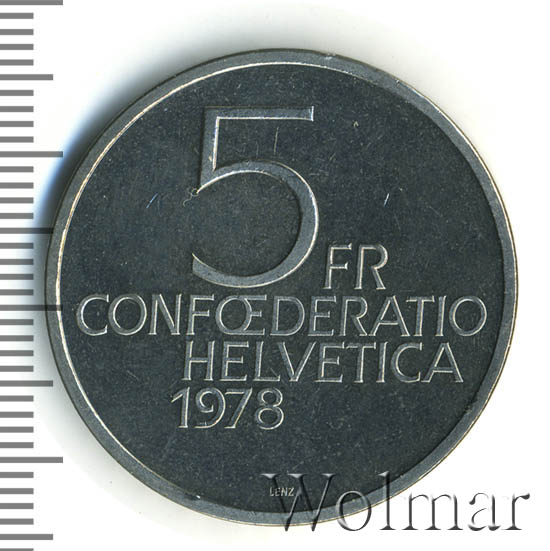 5
FR
CONFŒDERATIO
HELVETICA
1978
LENZ
Wolmar